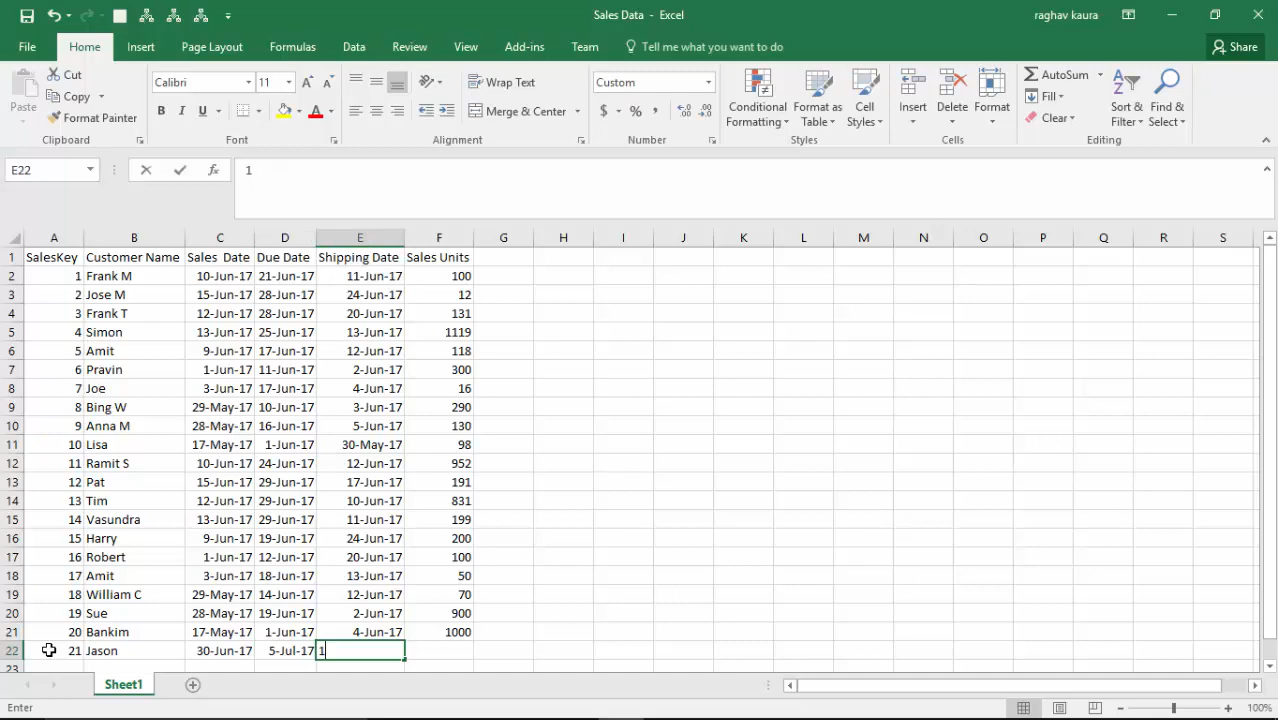 Sales Data - Excel
raghav kaura
File Home Insert Page Layout Formulas Data Review View Add-ins Team Tell me what you want to do Share
Paste
Cut
Copy
Format Painter
Clipboard
Calibri 11
B I U
Font
Wrap Text
Merge & Center
Alignment
Custom
$ % ,
Number
Conditional Formatting
Format as Table
Cell Styles
Styles
Insert
Delete
Format
Cells
AutoSum
Fill
Clear
Sort & Filter
Find & Select
Editing
E22 fx 1
A B C D E F G H I J K L M N O P Q R S
1 SalesKey Customer Name Sales Date Due Date Shipping Date Sales Units
2 1 Frank M 10-Jun-17 21-Jun-17 11-Jun-17 100
3 2 Jose M 15-Jun-17 28-Jun-17 24-Jun-17 12
4 3 Frank T 12-Jun-17 28-Jun-17 20-Jun-17 131
5 4 Simon 13-Jun-17 25-Jun-17 13-Jun-17 1119
6 5 Amit 9-Jun-17 17-Jun-17 12-Jun-17 118
7 6 Pravin 1-Jun-17 11-Jun-17 2-Jun-17 300
8 7 Joe 3-Jun-17 17-Jun-17 4-Jun-17 16
9 8 Bing W 29-May-17 10-Jun-17 3-Jun-17 290
10 9 Anna M 28-May-17 16-Jun-17 5-Jun-17 130
11 10 Lisa 17-May-17 1-Jun-17 30-May-17 98
12 11 Ramit S 10-Jun-17 24-Jun-17 12-Jun-17 952
13 12 Pat 15-Jun-17 29-Jun-17 17-Jun-17 191
14 13 Tim 12-Jun-17 29-Jun-17 10-Jun-17 831
15 14 Vasundra 13-Jun-17 29-Jun-17 11-Jun-17 199
16 15 Harry 9-Jun-17 19-Jun-17 24-Jun-17 200
17 16 Robert 1-Jun-17 12-Jun-17 20-Jun-17 100
18 17 Amit 3-Jun-17 18-Jun-17 13-Jun-17 50
19 18 William C 29-May-17 14-Jun-17 12-Jun-17 70
20 19 Sue 28-May-17 19-Jun-17 2-Jun-17 900
21 20 Bankim 17-May-17 1-Jun-17 4-Jun-17 1000
22 21 Jason 30-Jun-17 5-Jul-17 1
23
Sheet1
Enter 100%